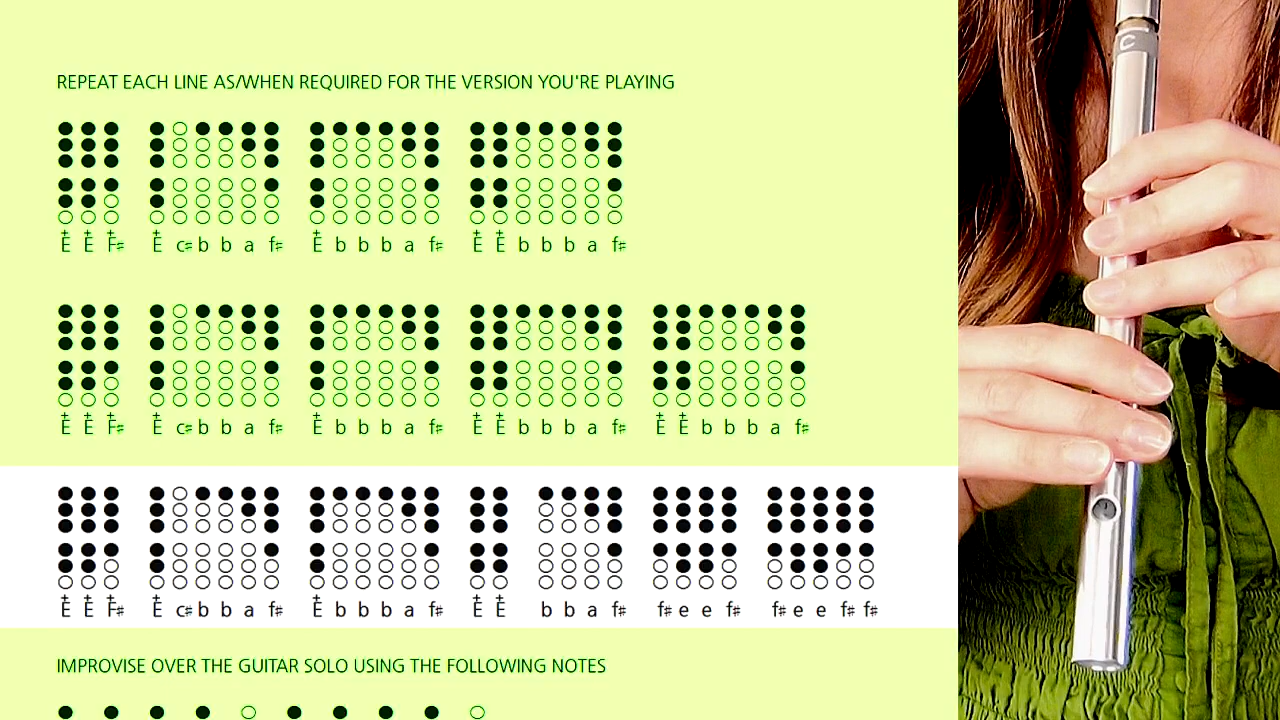 REPEAT EACH LINE AS/WHEN REQUIRED FOR THE VERSION YOU'RE PLAYING
+ + + + + + +
E E F♯ E c♯ b b a f♯ E b b b a f♯ E E b b b a f♯
+ + + + + + + + +
E E F♯ E c♯ b b a f♯ E b b b a f♯ E E b b b a f♯ E E b b b a f♯
+ + + + + + +
E E F♯ E c♯ b b a f♯ E b b b a f♯ E E b b a f♯ f♯ e e f♯ f♯ e e f♯ f♯
IMPROVISE OVER THE GUITAR SOLO USING THE FOLLOWING NOTES
C